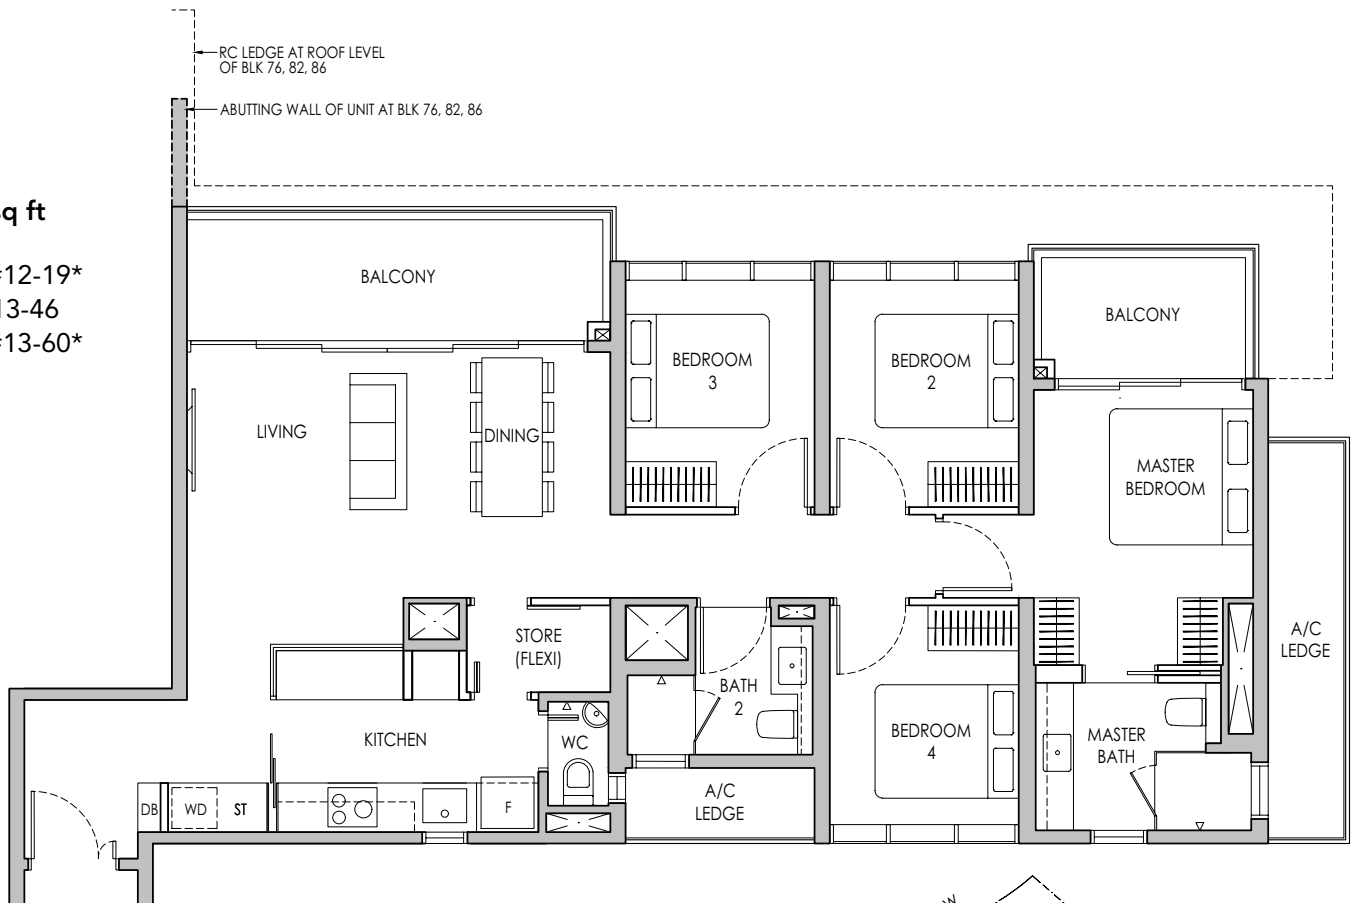 RC LEDGE AT ROOF LEVEL
OF BLK 76, 82, 86
ABUTTING WALL OF UNIT AT BLK 76, 82, 86
sq ft
#12-19*
13-46
#13-60*
BALCONY
BALCONY
BEDROOM
3
BEDROOM
2
LIVING
DINING
MASTER
BEDROOM
STORE
(FLEXI)
A/C
LEDGE
BATH
2
KITCHEN
WC
BEDROOM
4
MASTER
BATH
DB
WD
ST
F
A/C
LEDGE
W